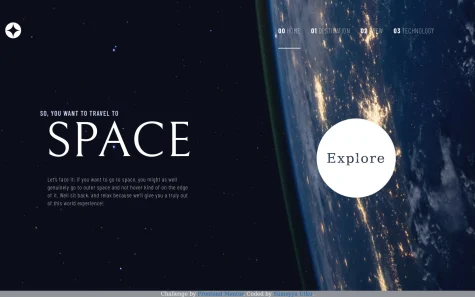 00 HOME 01 DESTINATION 02 CREW 03 TECHNOLOGY
SO, YOU WANT TO TRAVEL TO
SPACE
Let's face it; if you want to go to space, you might as well
genuinely go to outer space and not hover kind of on the edge
of it. Well sit back, and relax because we'll give you a truly out
of this world experience!
Explore
Challenge by Frontend Mentor. Coded by